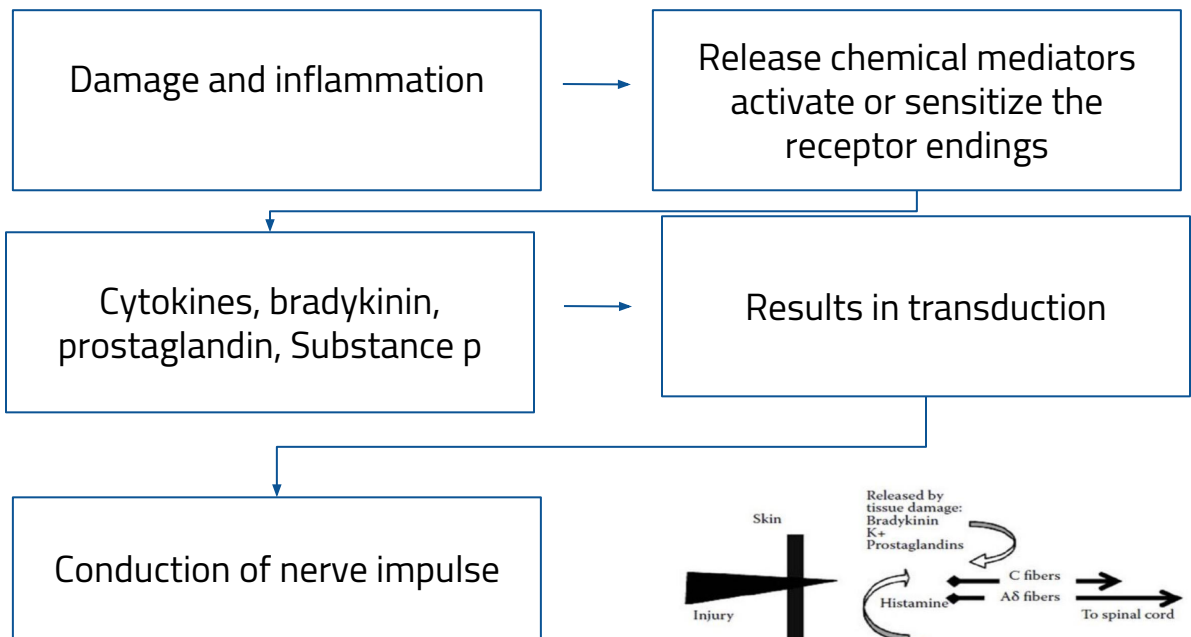 Damage and inflammation
Release chemical mediators
activate or sensitize the
receptor endings
Cytokines, bradykinin,
prostaglandin, Substance p
Results in transduction
Conduction of nerve impulse
Skin
Injury
Released by
tissue damage:
Bradykinin
K+
Prostaglandins
Histamine
C fibers
Aδ fibers
To spinal cord